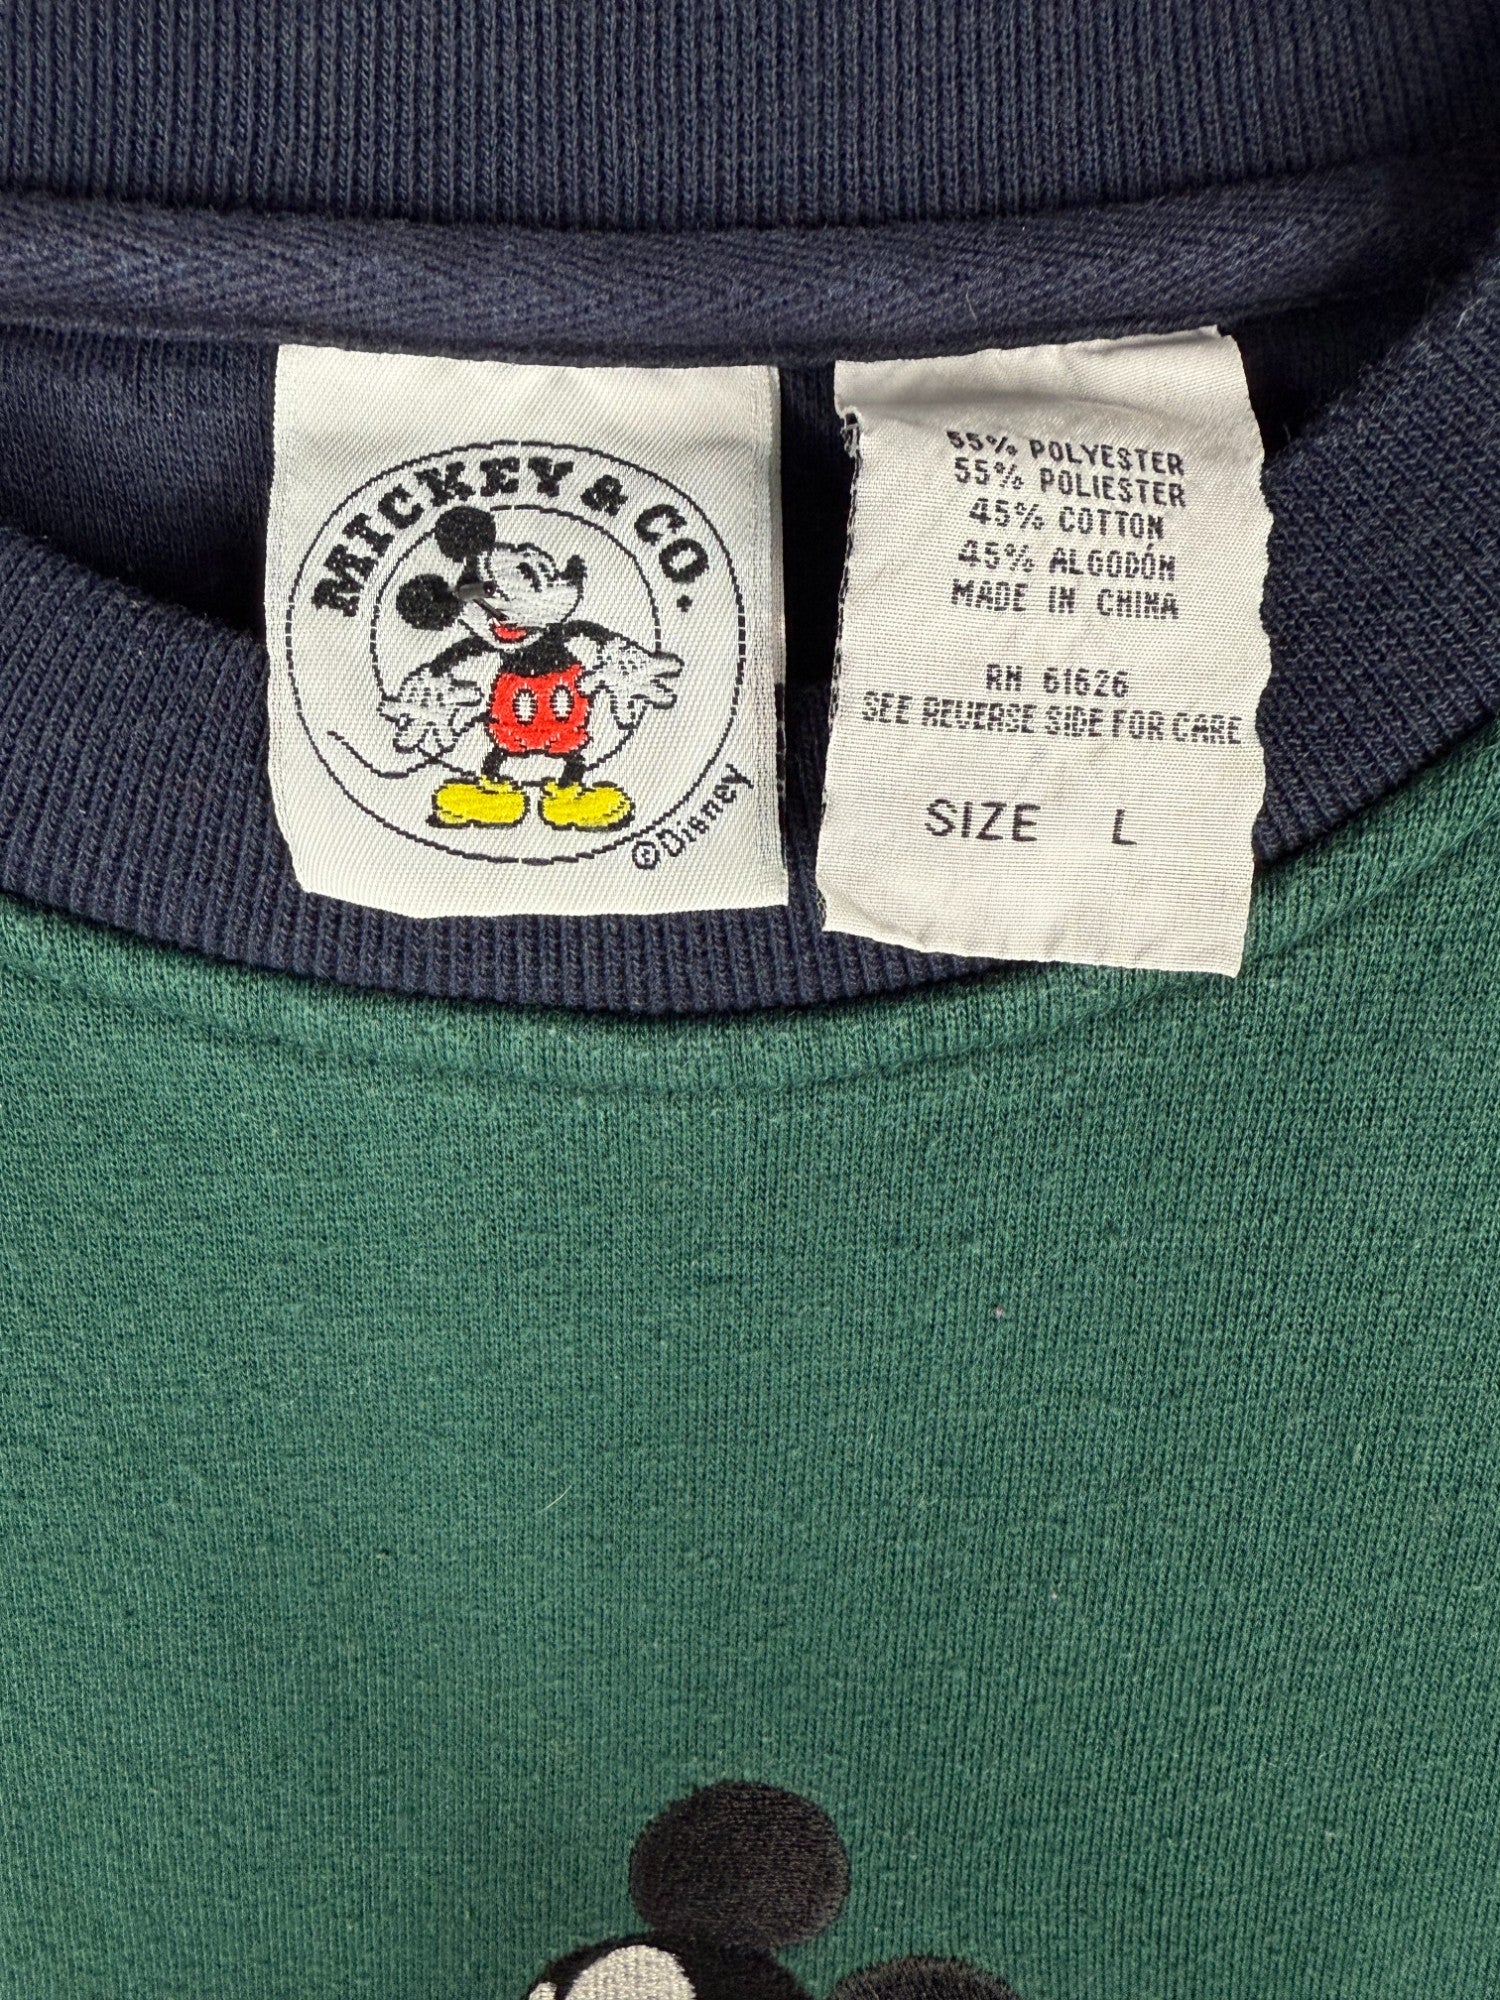 MICKEY & CO.
©Disney
55% POLYESTER
55% POLIESTER
45% COTTON
45% ALGODÓN
MADE IN CHINA
RN 61626
SEE REVERSE SIDE FOR CARE
SIZE L